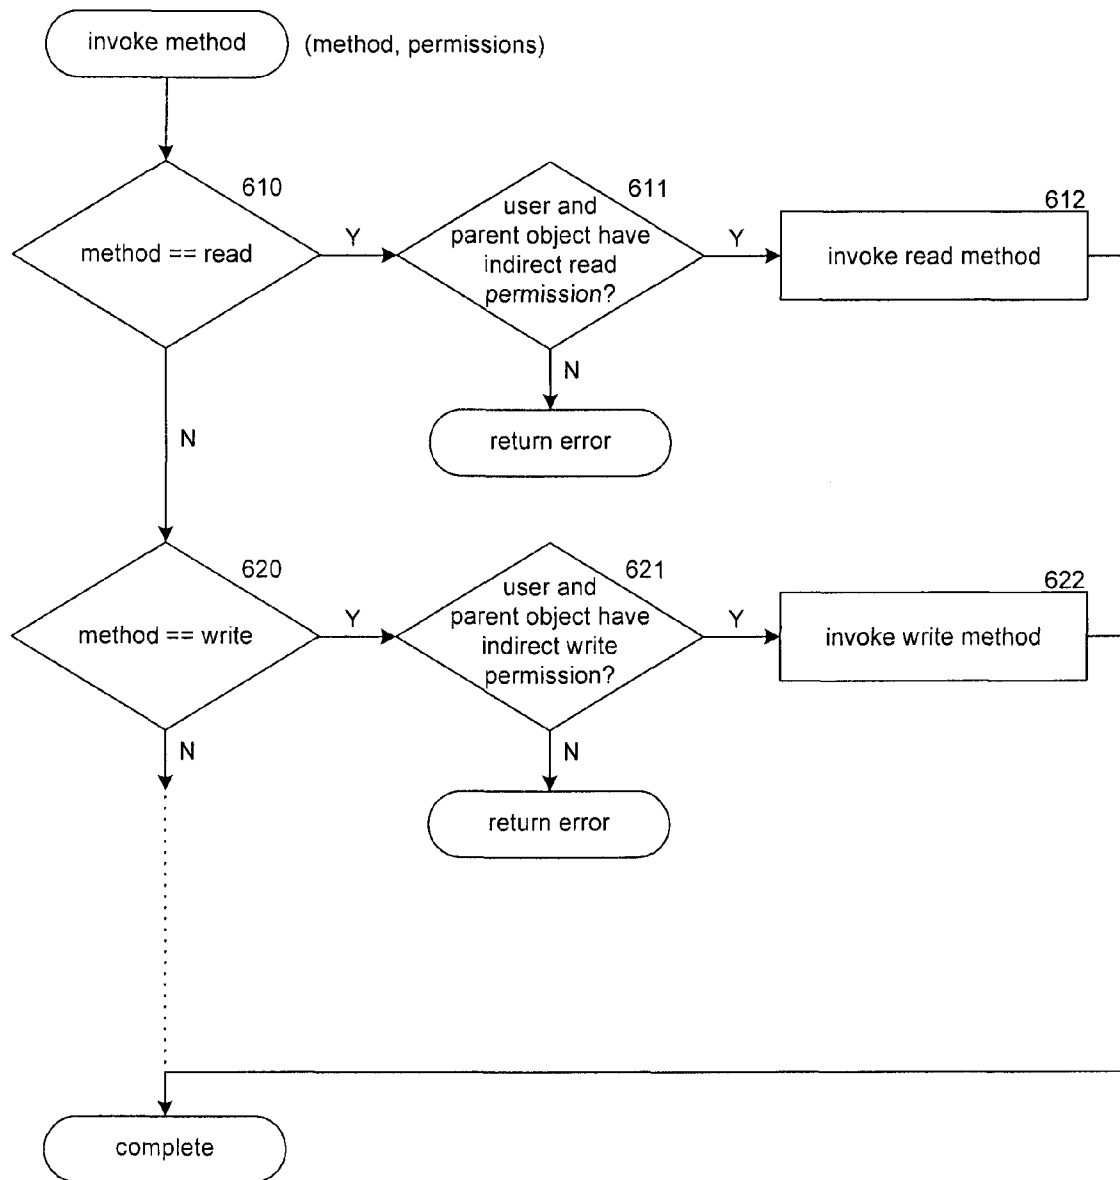 invoke method (method, permissions)
610
method == read
Y
611
user and
parent object have
indirect read
permission?
Y
612
invoke read method
N
return error
N
620
method == write
Y
621
user and
parent object have
indirect write
permission?
Y
622
invoke write method
N
N
return error
complete